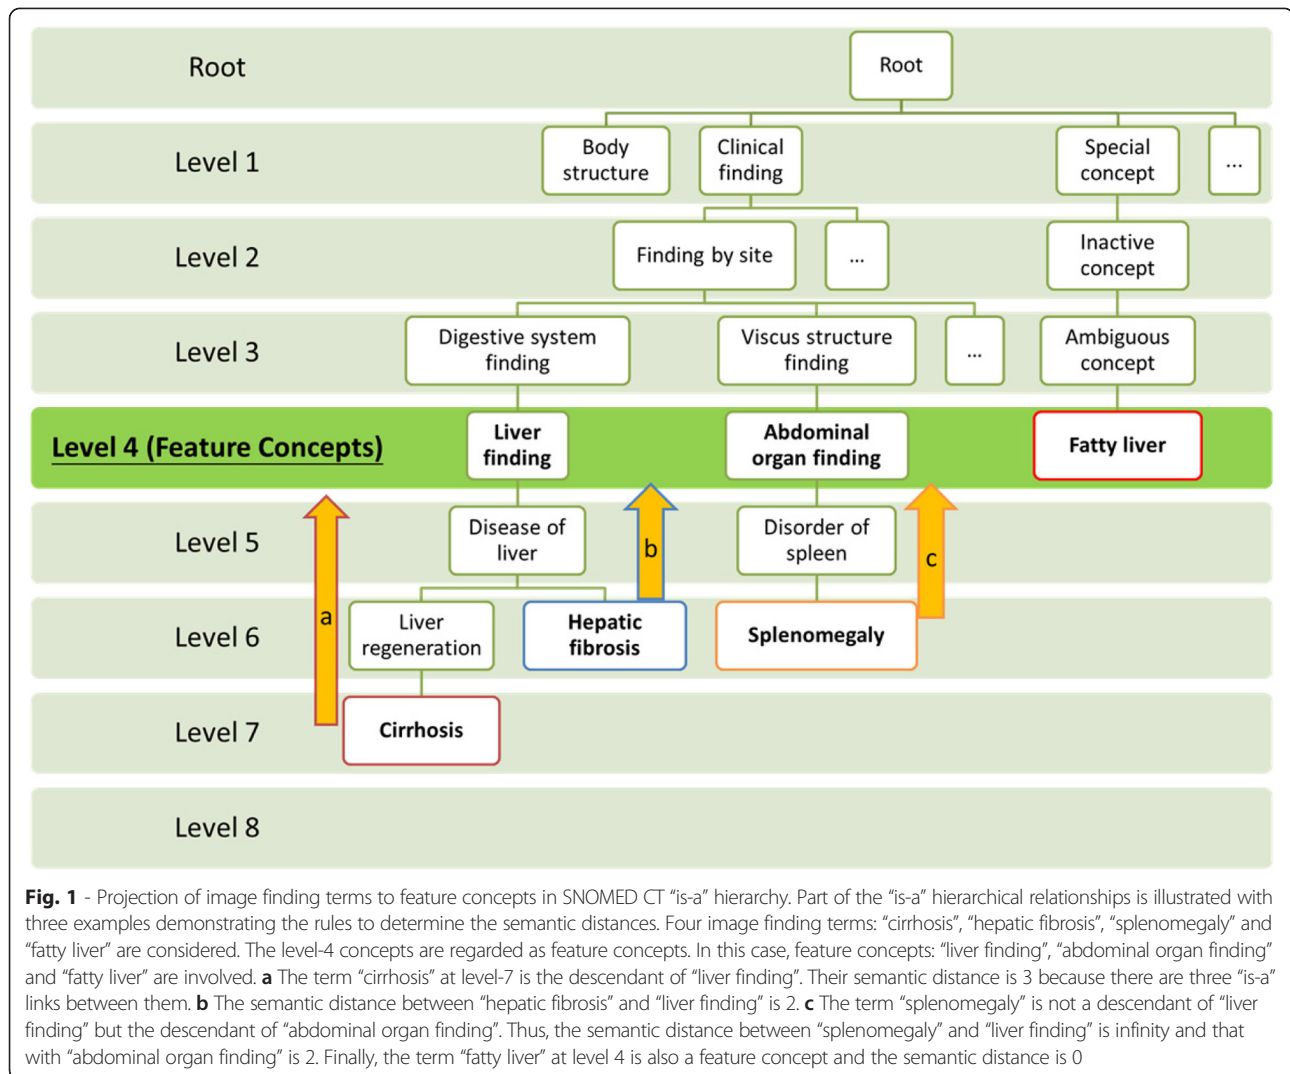 Root
Root
Level 1
Body
structure
Clinical
finding
Special
concept
...
Level 2
Finding by site
...
Inactive
concept
Level 3
Digestive system
finding
Viscus structure
finding
...
Ambiguous
concept
Level 4 (Feature Concepts)
Liver
finding
Abdominal
organ finding
Fatty liver
Level 5
Disease of
liver
b
Disorder of
spleen
c
Level 6
a
Liver
regeneration
Hepatic
fibrosis
Splenomegaly
Level 7
Cirrhosis
Level 8
Fig. 1 - Projection of image finding terms to feature concepts in SNOMED CT “is-a” hierarchy. Part of the “is-a” hierarchical relationships is illustrated with
three examples demonstrating the rules to determine the semantic distances. Four image finding terms: “cirrhosis”, “hepatic fibrosis”, “splenomegaly” and
“fatty liver” are considered. The level-4 concepts are regarded as feature concepts. In this case, feature concepts: “liver finding”, “abdominal organ finding”
and “fatty liver” are involved. a The term “cirrhosis” at level-7 is the descendant of “liver finding”. Their semantic distance is 3 because there are three “is-a”
links between them. b The semantic distance between “hepatic fibrosis” and “liver finding” is 2. c The term “splenomegaly” is not a descendant of “liver
finding” but the descendant of “abdominal organ finding”. Thus, the semantic distance between “splenomegaly” and “liver finding” is infinity and that
with “abdominal organ finding” is 2. Finally, the term “fatty liver” at level 4 is also a feature concept and the semantic distance is 0